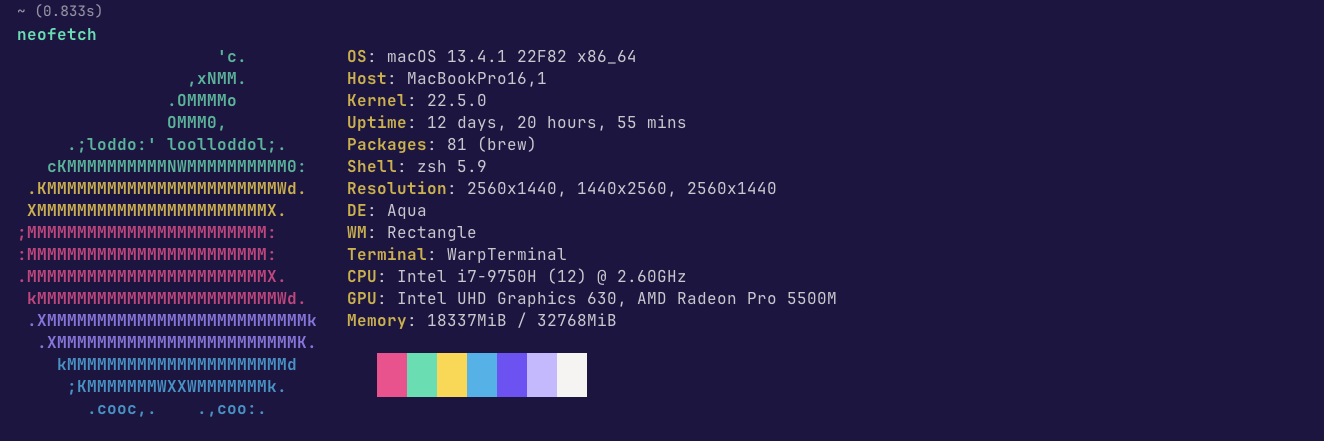 ~ (0.833s)
neofetch
                    'c.          OS: macOS 13.4.1 22F82 x86_64
                 ,xNMM.          Host: MacBookPro16,1
               .OMMMMo           Kernel: 22.5.0
               OMMM0,            Uptime: 12 days, 20 hours, 55 mins
     .;loddo:' loolloddol;.      Packages: 81 (brew)
   cKMMMMMMMMMMNWMMMMMMMMMM0:    Shell: zsh 5.9
 .KMMMMMMMMMMMMMMMMMMMMMMMWd.    Resolution: 2560x1440, 1440x2560, 2560x1440
 XMMMMMMMMMMMMMMMMMMMMMMMX.      DE: Aqua
;MMMMMMMMMMMMMMMMMMMMMMMM:       WM: Rectangle
:MMMMMMMMMMMMMMMMMMMMMMMM:       Terminal: WarpTerminal
.MMMMMMMMMMMMMMMMMMMMMMMMX.      CPU: Intel i7-9750H (12) @ 2.60GHz
 kMMMMMMMMMMMMMMMMMMMMMMMMWd.    GPU: Intel UHD Graphics 630, AMD Radeon Pro 5500M
 .XMMMMMMMMMMMMMMMMMMMMMMMMMMk   Memory: 18337MiB / 32768MiB
  .XMMMMMMMMMMMMMMMMMMMMMMMMK.
    kMMMMMMMMMMMMMMMMMMMMMMd
     ;KMMMMMMMWXXWMMMMMMMk.
       .cooc,.    .,coo:.